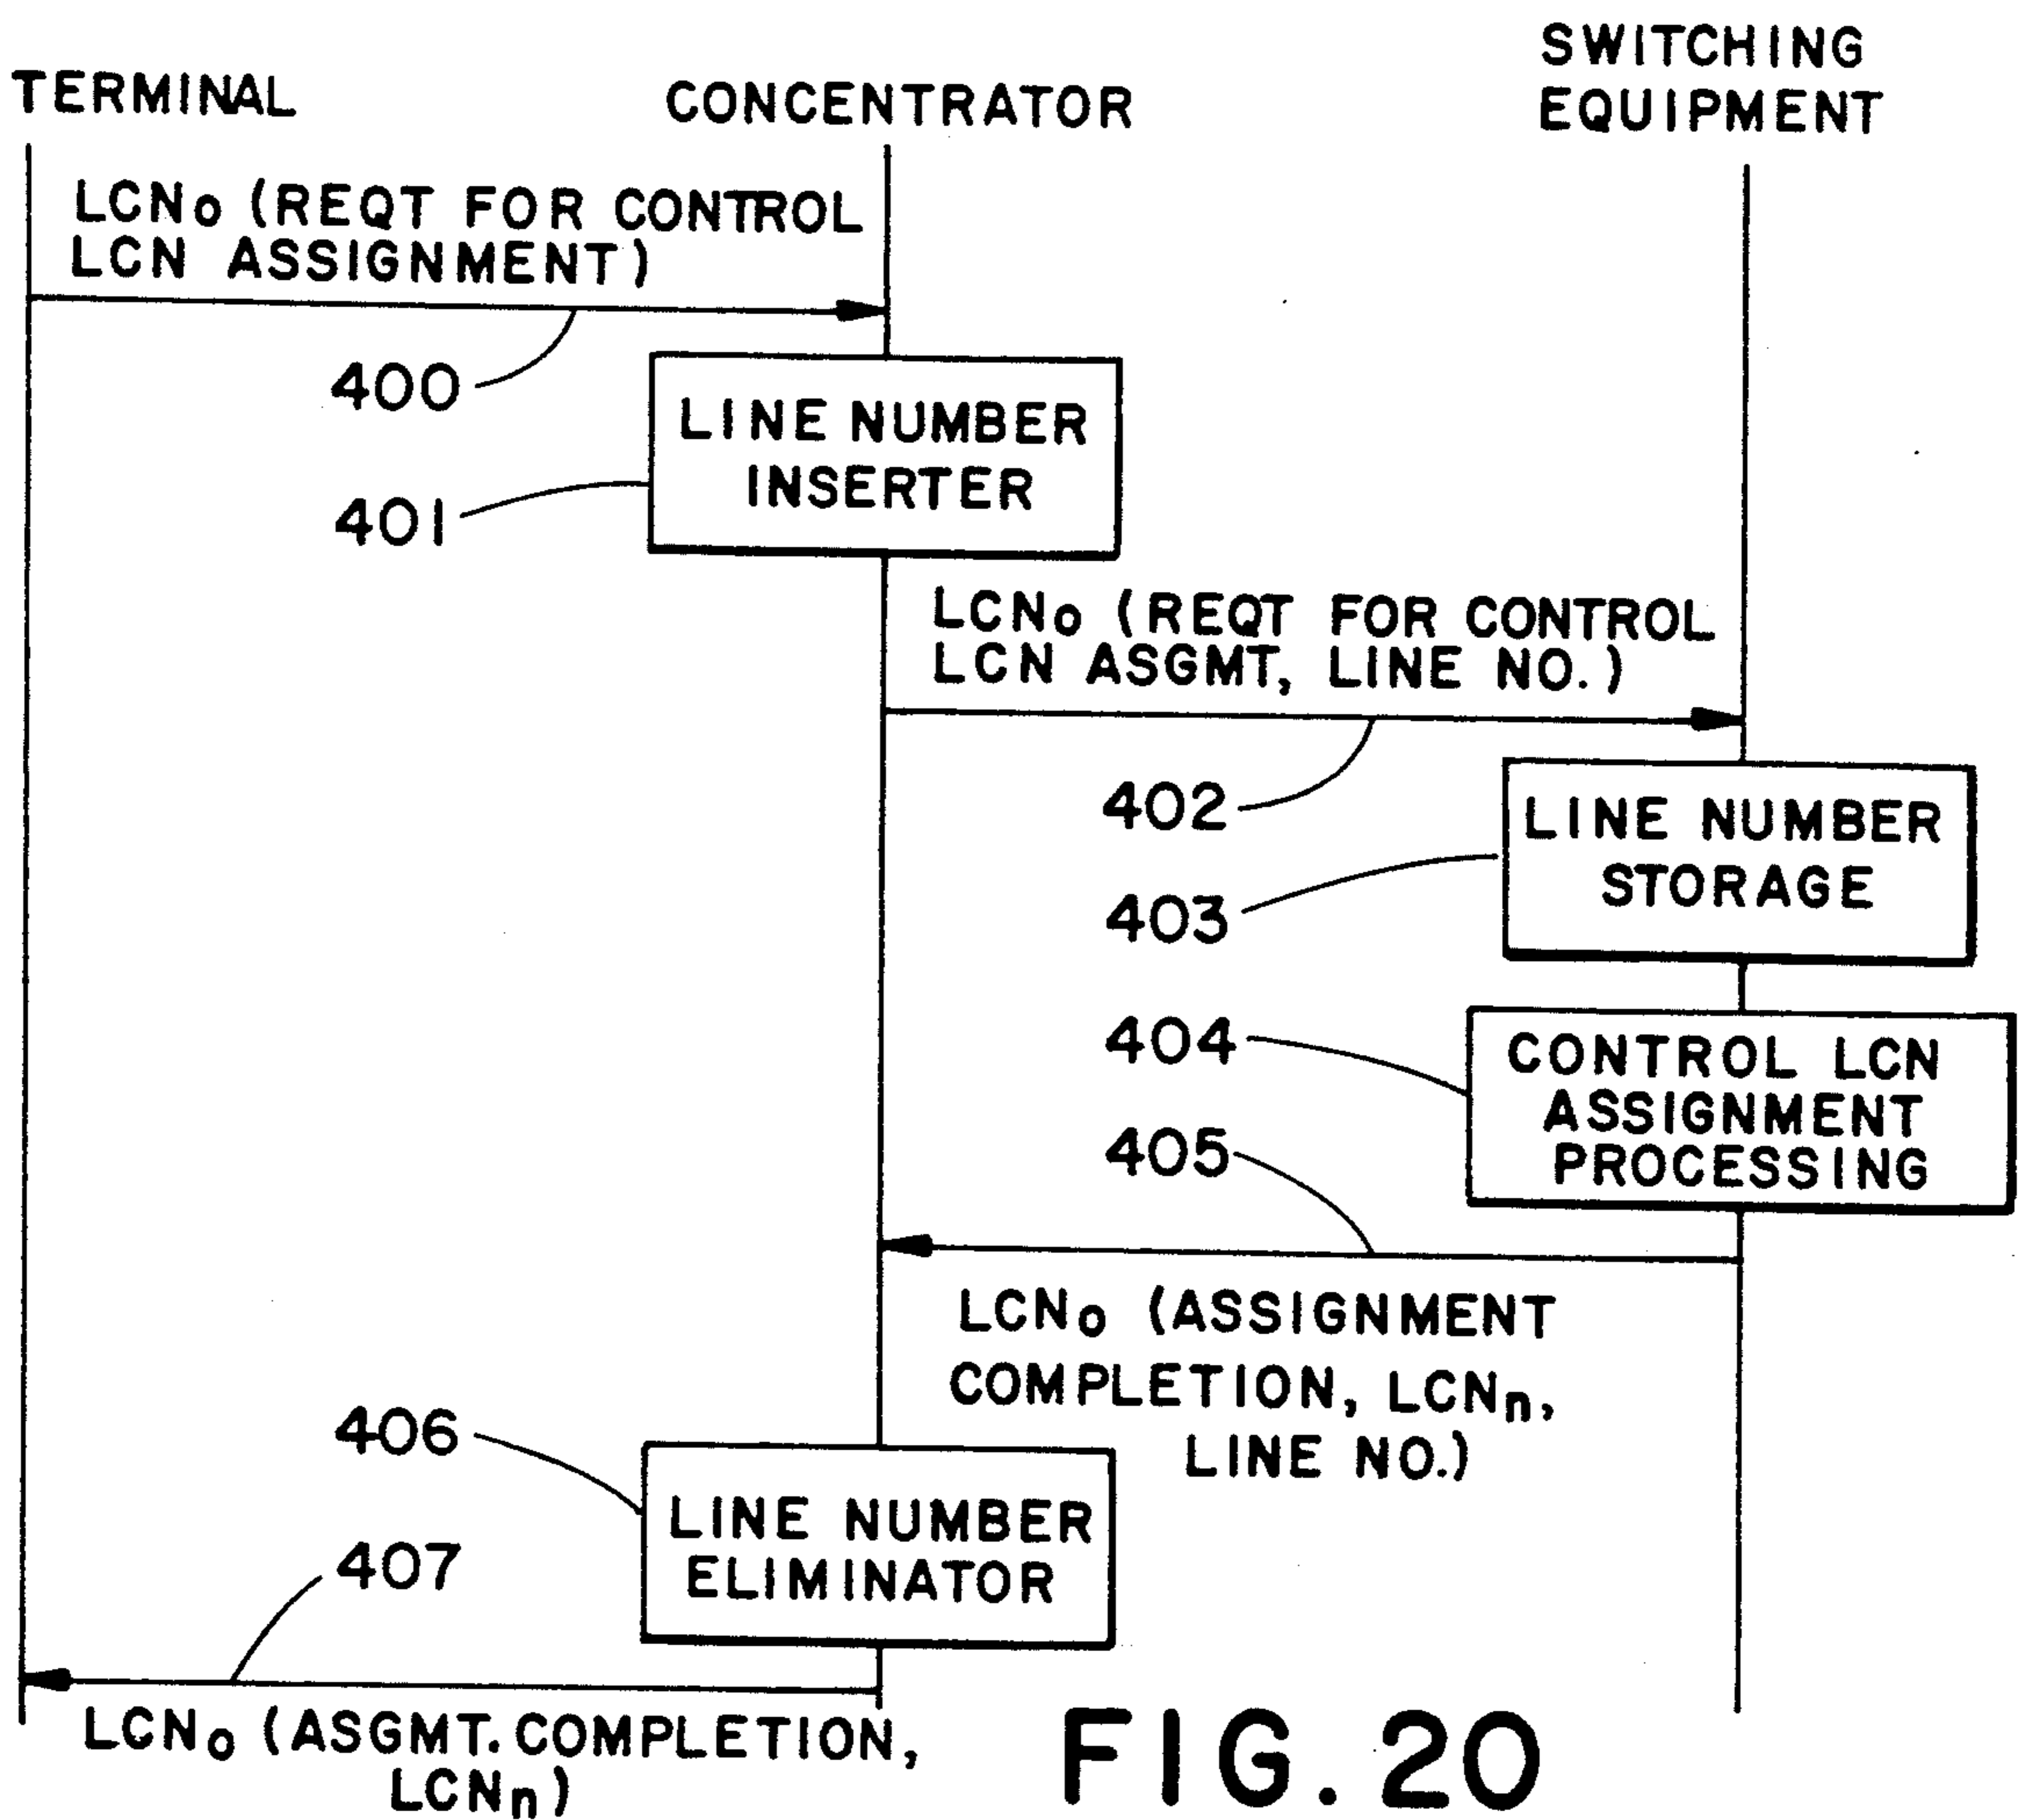 TERMINAL
CONCENTRATOR
SWITCHING
EQUIPMENT
LCNo (REQT FOR CONTROL
LCN ASSIGNMENT)
400
LINE NUMBER
INSERTER
401
LCNo (REQT FOR CONTROL
LCN ASGMT, LINE NO.)
402
LINE NUMBER
STORAGE
403
404
CONTROL LCN
ASSIGNMENT
PROCESSING
405
LCNo (ASSIGNMENT
COMPLETION, LCNn,
LINE NO.)
406
LINE NUMBER
ELIMINATOR
407
LCNo (ASGMT. COMPLETION,
LCNn)
FIG. 20